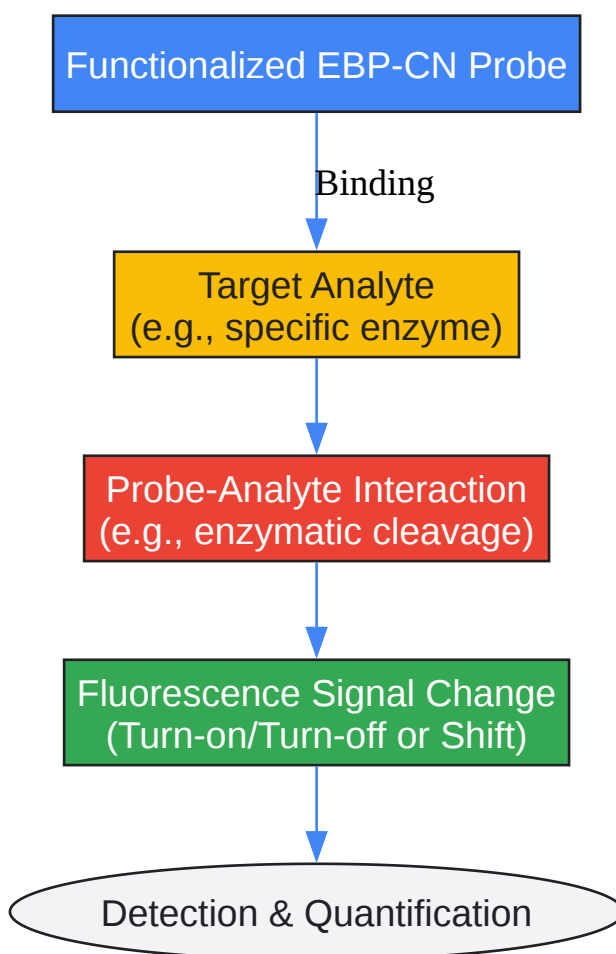 Functionalized EBP-CN Probe
Binding
Target Analyte
(e.g., specific enzyme)
Probe-Analyte Interaction
(e.g., enzymatic cleavage)
Fluorescence Signal Change
(Turn-on/Turn-off or Shift)
Detection & Quantification